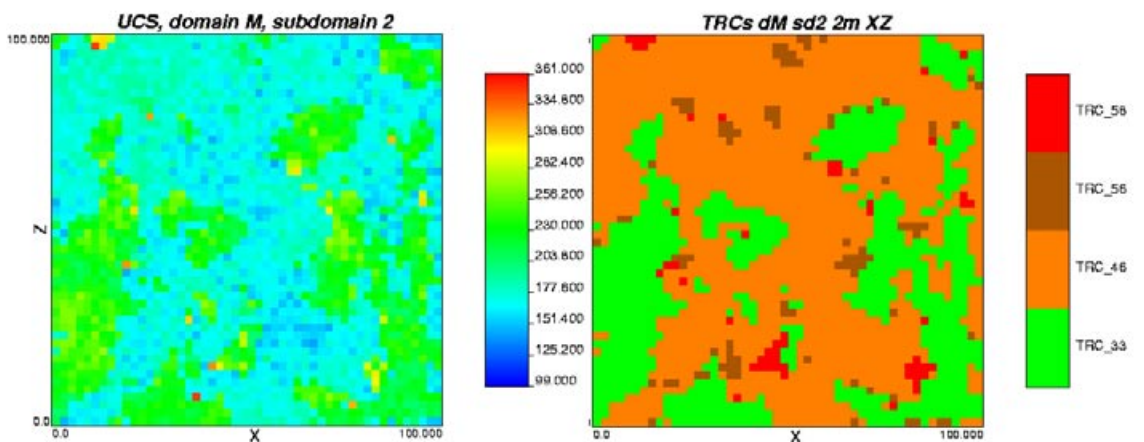 UCS, domain M, subdomain 2
100.000
Z
0.0
0.0
X
100.000
361.000
334.800
308.600
282.400
256.200
230.000
203.800
177.600
151.400
125.200
99.000
TRCs dM sd2 2m XZ
0.0
X
100.000
TRC_56
TRC_46
TRC_33